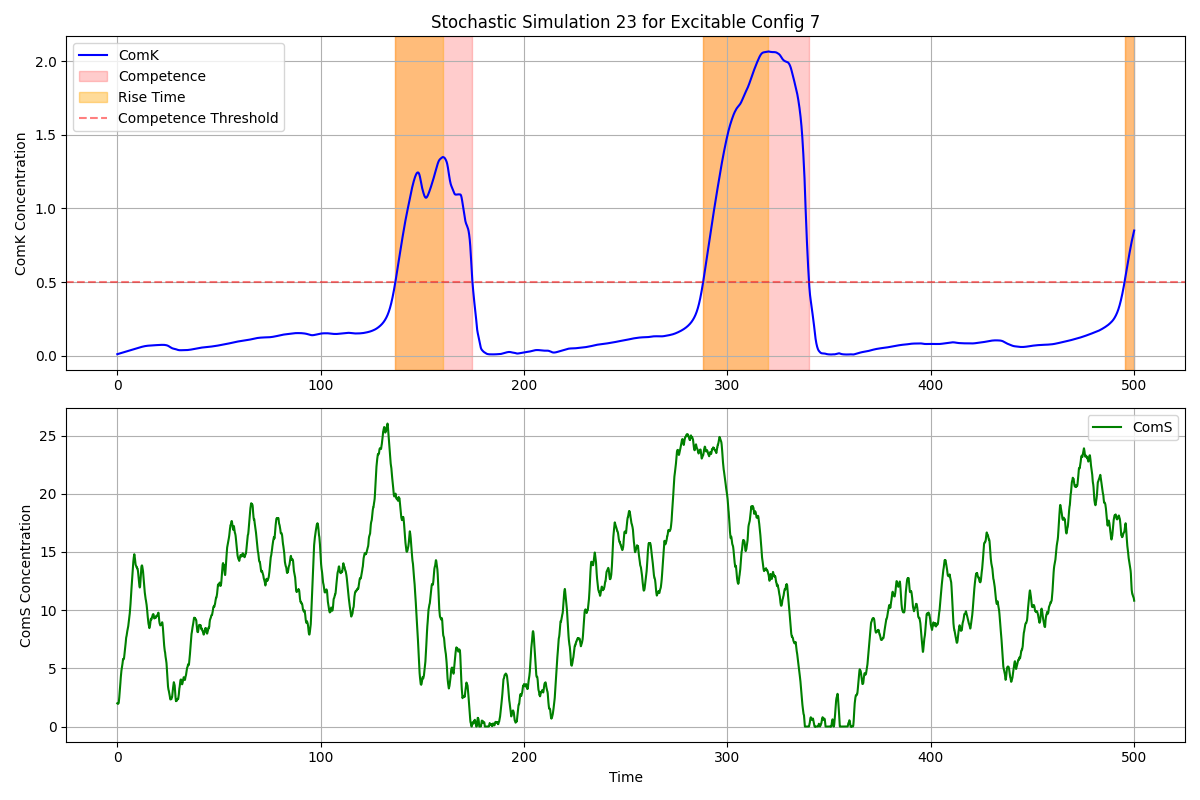 Stochastic Simulation 23 for Excitable Config 7
ComK
Competence
Rise Time
Competence Threshold
ComK Concentration
2.0
1.5
1.0
0.5
0.0
0 100 200 300 400 500
ComS
ComS Concentration
25
20
15
10
5
0
0 100 200 300 400 500
Time